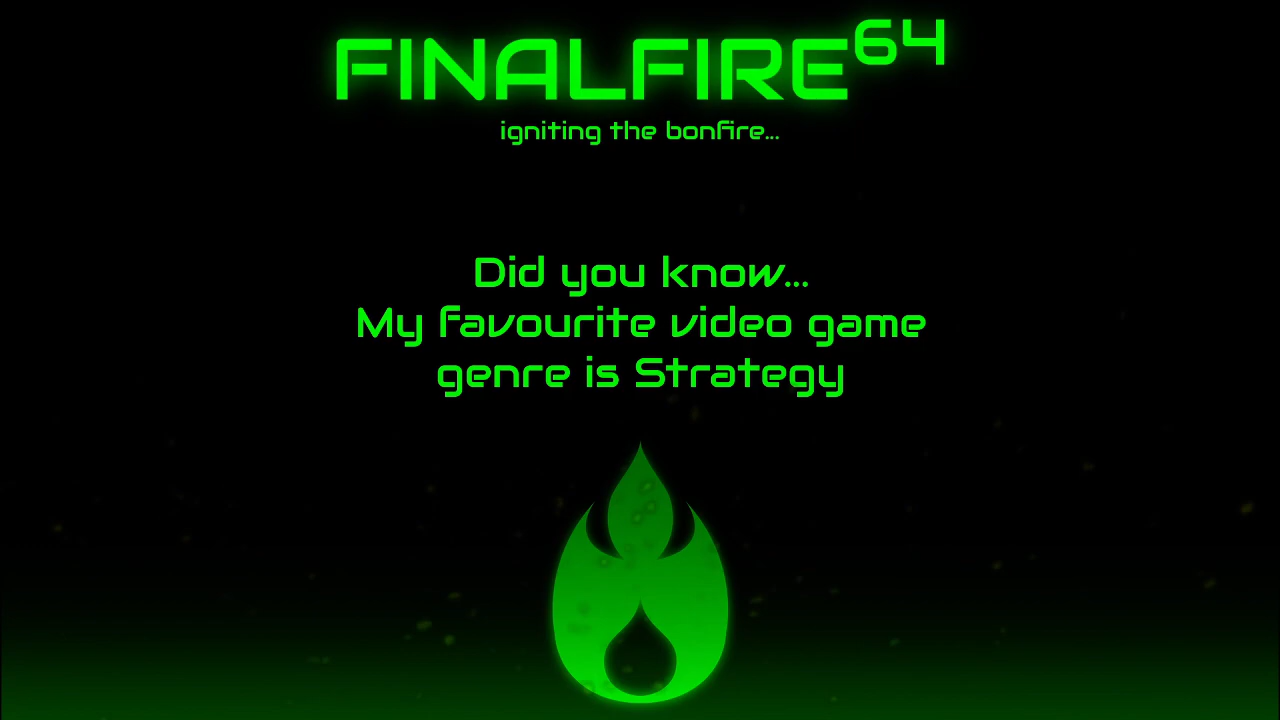 FINALFIRE64
igniting the bonfire...
Did you know...
My favourite video game
genre is Strategy